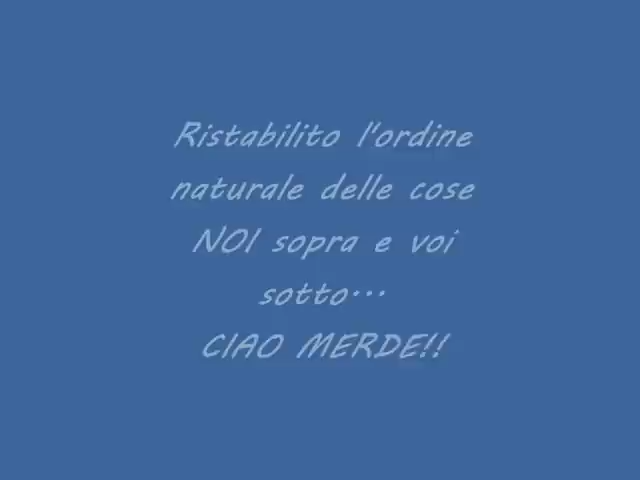 Ristabilito l'ordine
naturale delle cose
NOI sopra e voi
sotto...
CIAO MERDE!!